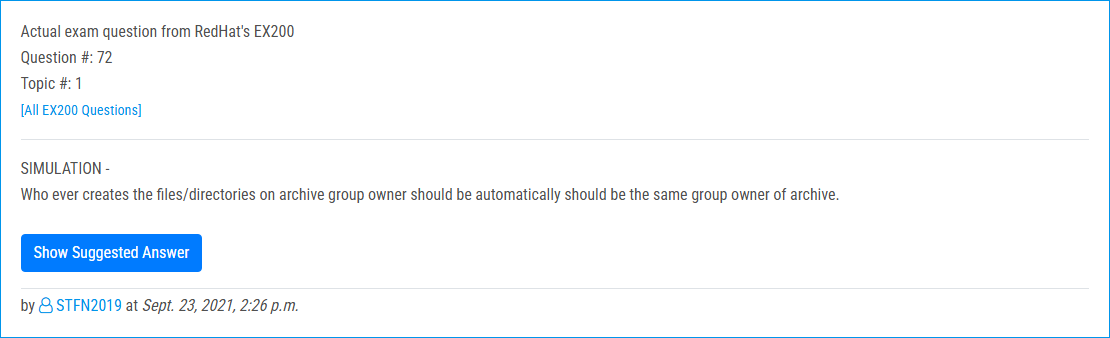 Actual exam question from RedHat's EX200
Question #: 72
Topic #: 1
[All EX200 Questions]
SIMULATION -
Who ever creates the files/directories on archive group owner should be automatically should be the same group owner of archive.
Show Suggested Answer
by STFN2019 at Sept. 23, 2021, 2:26 p.m.